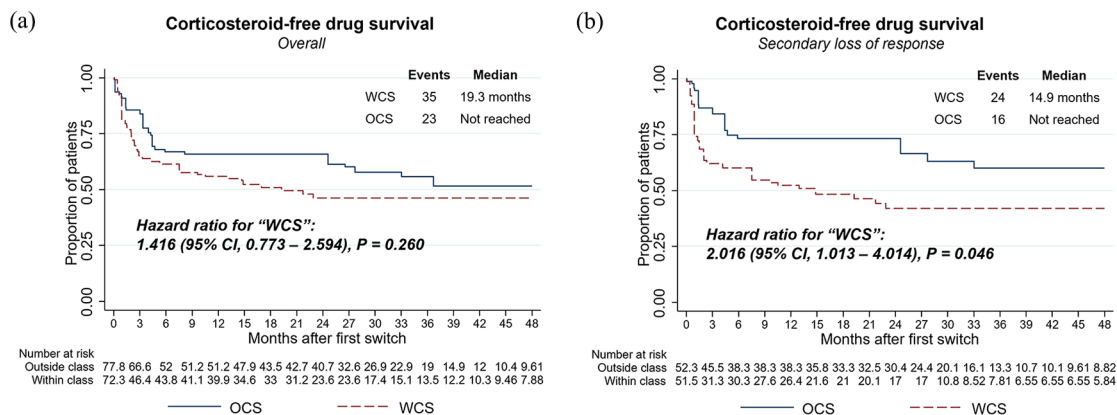 (a)
Corticosteroid-free drug survival
Overall
Events Median
WCS 35 19.3 months
OCS 23 Not reached
Proportion of patients
1.00
0.75
0.50
0.25
0.00
Hazard ratio for “WCS”:
1.416 (95% CI, 0.773 – 2.594), P = 0.260
0 3 6 9 12 15 18 21 24 27 30 33 36 39 42 45 48
Months after first switch
Number at risk
Outside class 77.8 66.6 52 51.2 51.2 47.9 43.5 42.7 40.7 32.6 26.9 22.9 19 14.9 12 10.4 9.61
Within class 72.3 46.4 43.8 41.1 39.9 34.6 33 31.2 23.6 23.6 17.4 15.1 13.5 12.2 10.3 9.46 7.88
OCS WCS
(b)
Corticosteroid-free drug survival
Secondary loss of response
Events Median
WCS 24 14.9 months
OCS 16 Not reached
Proportion of patients
1.00
0.75
0.50
0.25
0.00
Hazard ratio for “WCS”:
2.016 (95% CI, 1.013 – 4.014), P = 0.046
0 3 6 9 12 15 18 21 24 27 30 33 36 39 42 45 48
Months after first switch
Number at risk
Outside class 52.3 45.5 38.3 38.3 38.3 35.8 33.3 32.5 30.4 24.4 20.1 16.1 13.3 10.7 10.1 9.61 8.82
Within class 51.5 31.3 30.3 27.6 26.4 21.6 21 20.1 17 17 10.8 8.52 7.81 6.55 6.55 6.55 5.84
OCS WCS